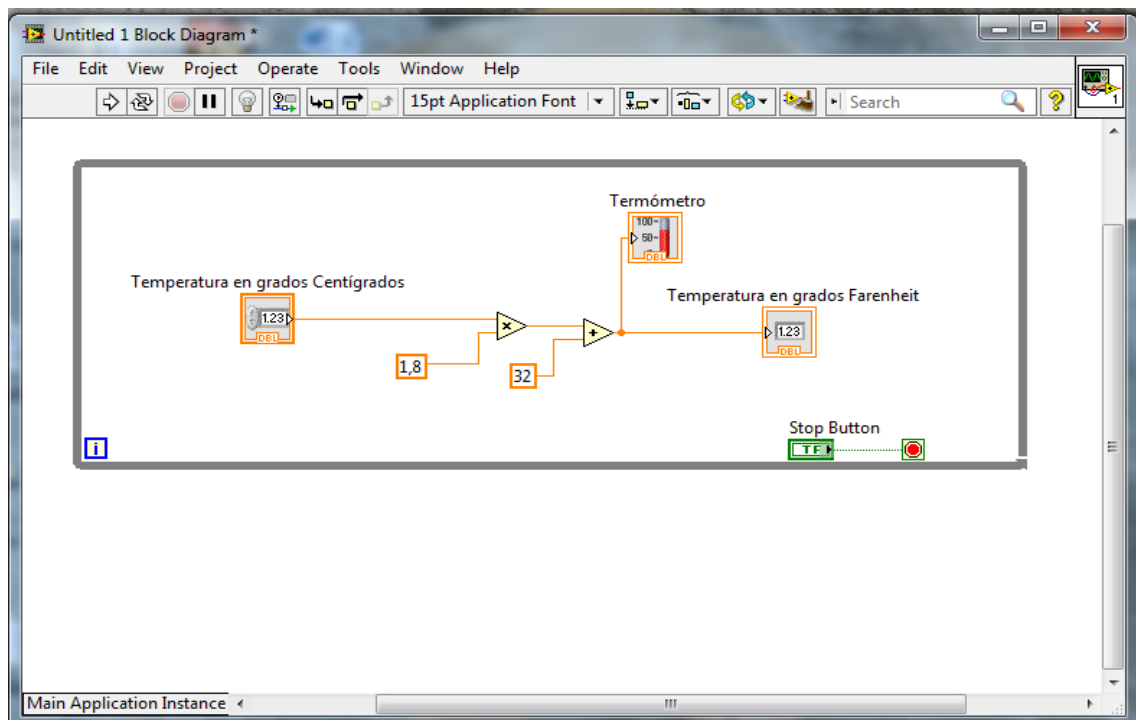 Untitled 1 Block Diagram *
File Edit View Project Operate Tools Window Help
15pt Application Font Search ?
1
Termómetro
100
50
DBL
Temperatura en grados Centígrados
1.23
DBL
Temperatura en grados Farenheit
1.23
DBL
×
+
1,8
32
Stop Button
TF
i
Main Application Instance